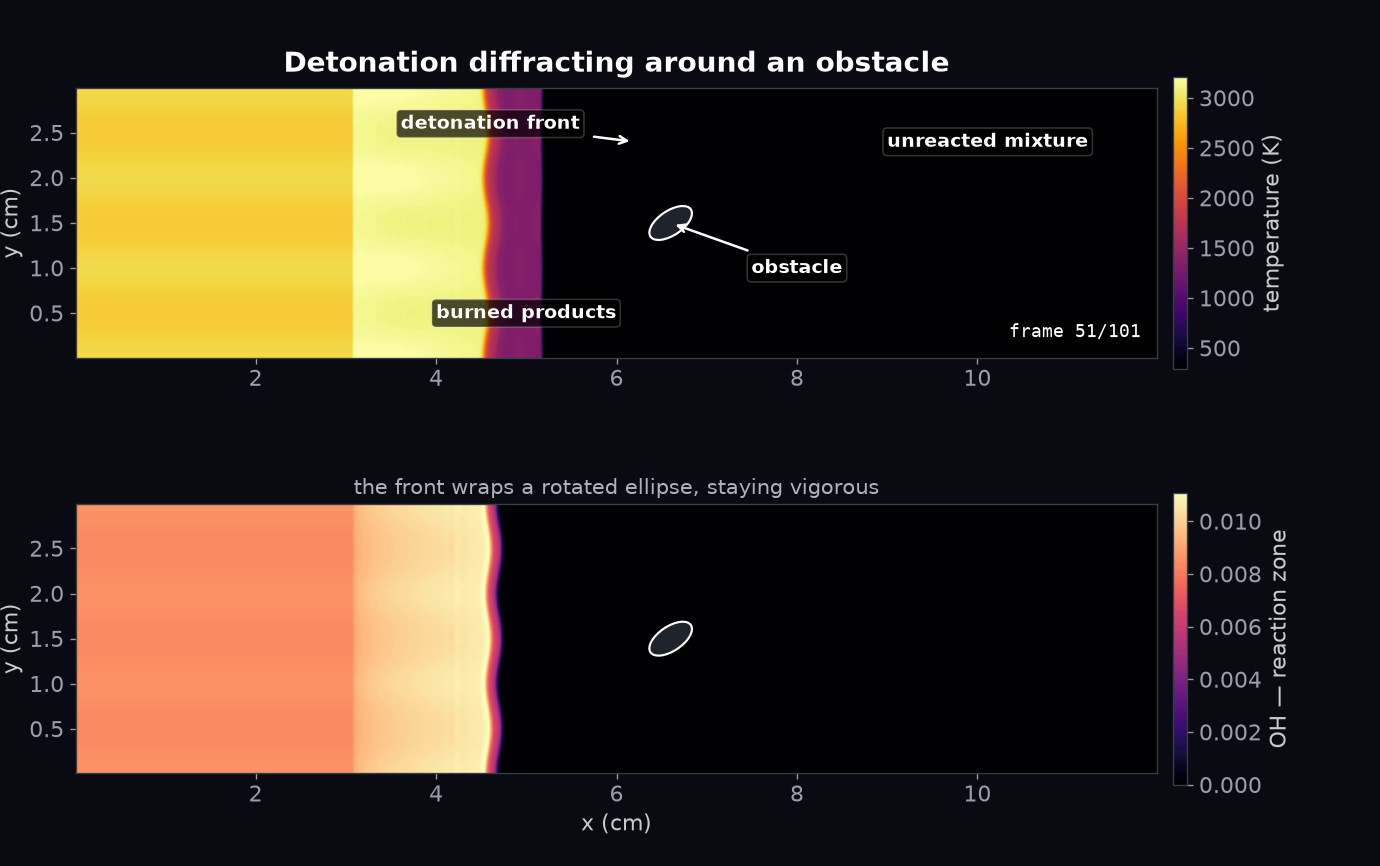 Detonation diffracting around an obstacle
detonation front
unreacted mixture
obstacle
burned products
frame 51/101
y (cm)
2.5
2.0
1.5
1.0
0.5
2
4
6
8
10
3000
2500
2000
1500
1000
500
temperature (K)
the front wraps a rotated ellipse, staying vigorous
y (cm)
2.5
2.0
1.5
1.0
0.5
2
4
6
8
10
x (cm)
0.010
0.008
0.006
0.004
0.002
0.000
OH — reaction zone